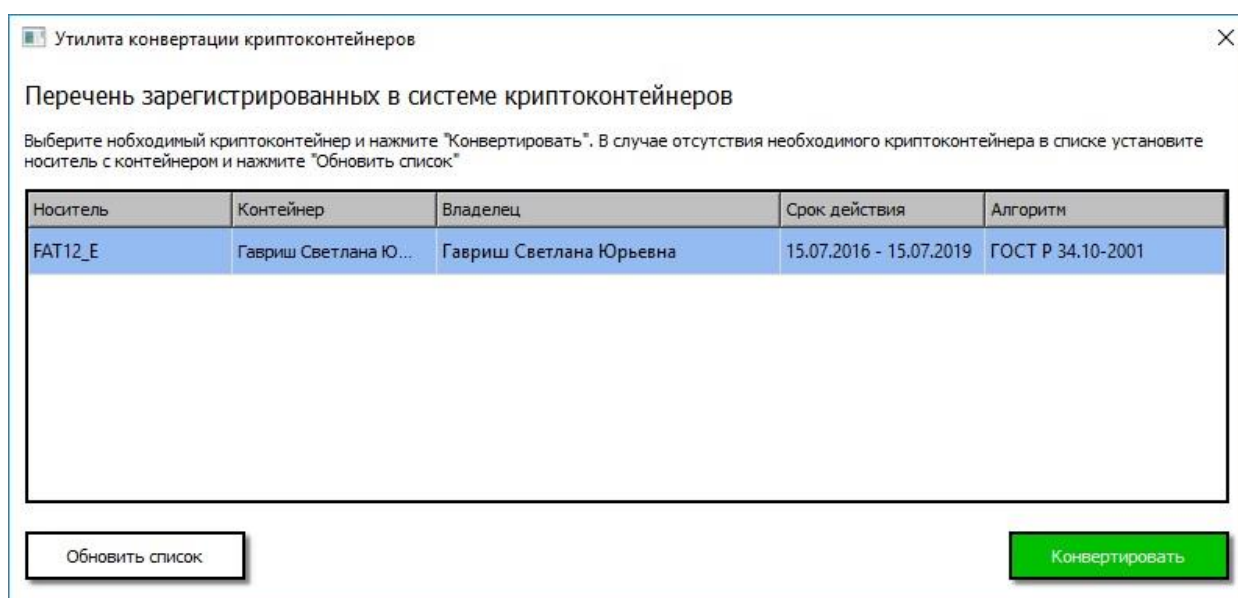 Утилита конвертации криптоконтейнеров
Перечень зарегистрированных в системе криптоконтейнеров
Выберите нобходимый криптоконтейнер и нажмите "Конвертировать". В случае отсутствия необходимого криптоконтейнера в списке установите
носитель с контейнером и нажмите "Обновить список"
Носитель Контейнер Владелец Срок действия Алгоритм
FAT12_E Гавриш Светлана Ю... Гавриш Светлана Юрьевна 15.07.2016 - 15.07.2019 ГОСТ Р 34.10-2001
Обновить список Конвертировать